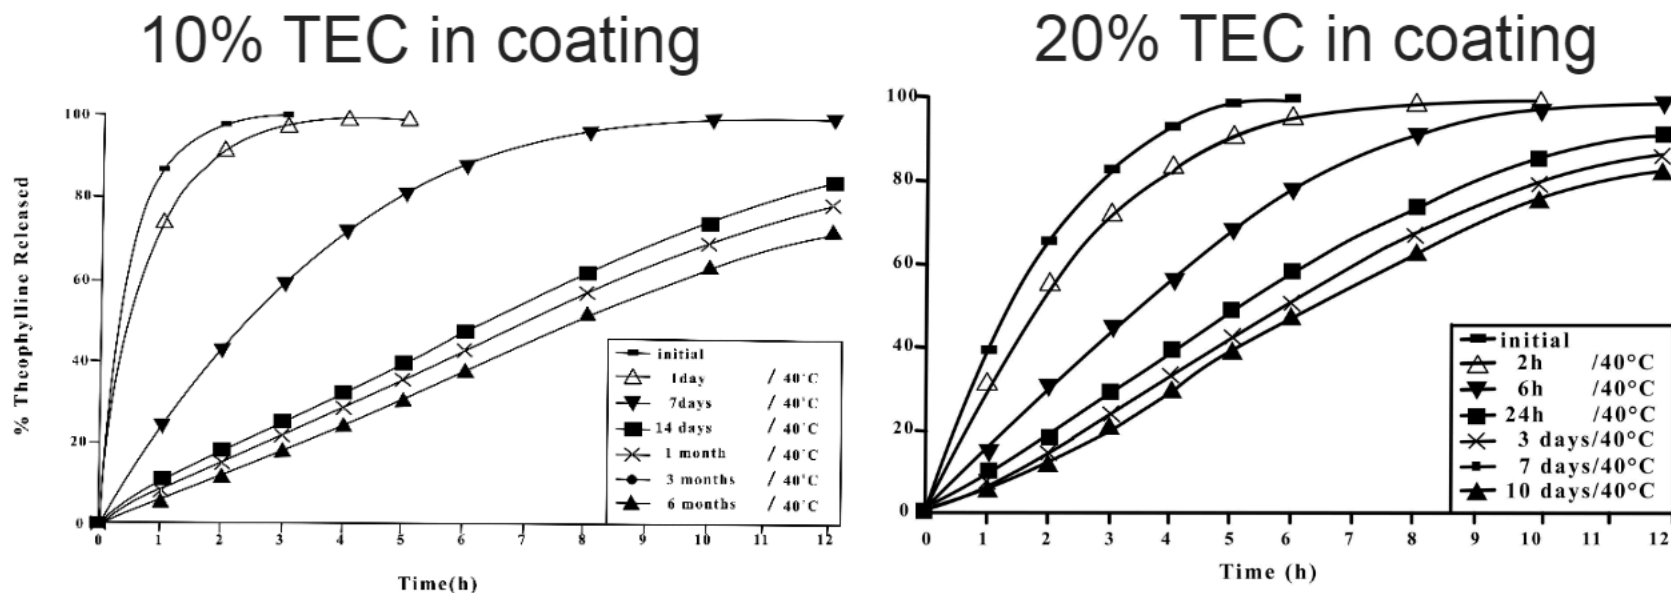 10% TEC in coating
% Theophylline Released
100
80
60
40
20
0
0 1 2 3 4 5 6 7 8 9 10 11 12
Time(h)
initial
1day / 40°C
7days / 40°C
14 days / 40°C
1 month / 40°C
3 months / 40°C
6 months / 40°C
20% TEC in coating
100
80
60
40
20
0
0 1 2 3 4 5 6 7 8 9 10 11 12
Time (h)
initial
2h /40°C
6h /40°C
24h /40°C
3 days/40°C
7 days/40°C
10 days/40°C